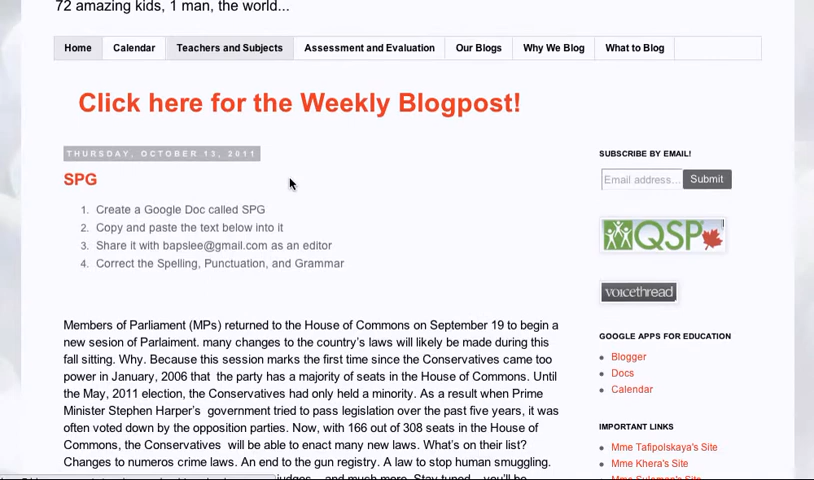 72 amazing kids, 1 man, the world...
Home Calendar Teachers and Subjects Assessment and Evaluation Our Blogs Why We Blog What to Blog
Click here for the Weekly Blogpost!
THURSDAY, OCTOBER 13, 2011
SPG
1. Create a Google Doc called SPG
2. Copy and paste the text below into it
3. Share it with bapslee@gmail.com as an editor
4. Correct the Spelling, Punctuation, and Grammar
Members of Parliament (MPs) returned to the House of Commons on September 19 to begin a
new sesion of Parlaiment. many changes to the country's laws will likely be made during this
fall sitting. Why. Because this session marks the first time since the Conservatives came too
power in January, 2006 that the party has a majority of seats in the House of Commons. Until
the May, 2011 election, the Conservatives had only held a minority. As a result when Prime
Minister Stephen Harper's government tried to pass legislation over the past five years, it was
often voted down by the opposition parties. Now, with 166 out of 308 seats in the House of
Commons, the Conservatives will be able to enact many new laws. What's on their list?
Changes to numeros crime laws. An end to the gun registry. A law to stop human smuggling.
judges... and much more. Stay tuned... you'll be
SUBSCRIBE BY EMAIL!
Email address... Submit
QSP
voicethread
GOOGLE APPS FOR EDUCATION
Blogger
Docs
Calendar
IMPORTANT LINKS
Mme Tafipolskaya's Site
Mme Khera's Site